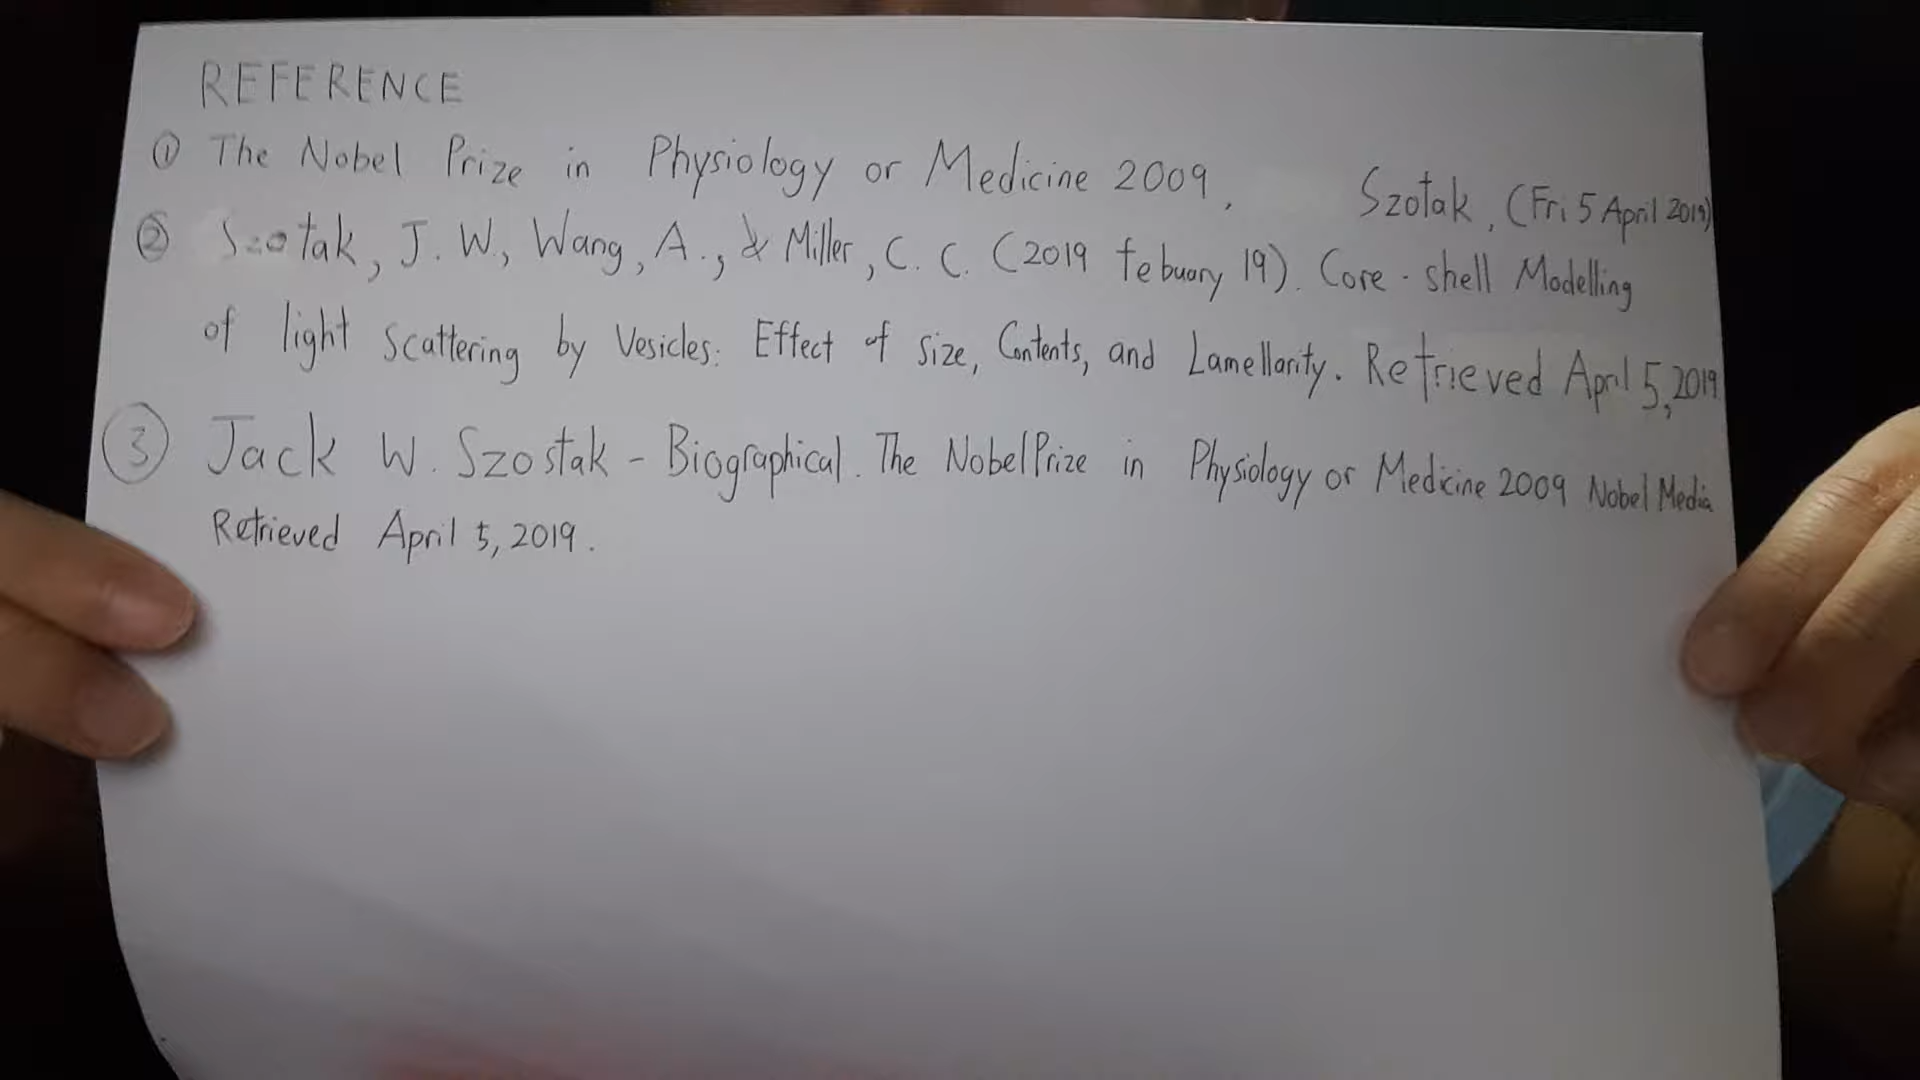 REFERENCE
① The Nobel Prize in Physiology or Medicine 2009, Szotak, (Fri 5 April 2019)
② Szotak, J. W., Wang, A., & Miller, C. C. (2019 febuary 19). Core-shell Modelling
of light Scattering by Vesicles: Effect of Size, Contents, and Lamellarity. Retrieved April 5, 2019
③ Jack W. Szostak - Biographical. The NobelPrize in Physiology or Medicine 2009 Nobel Media
Retrieved April 5, 2019.